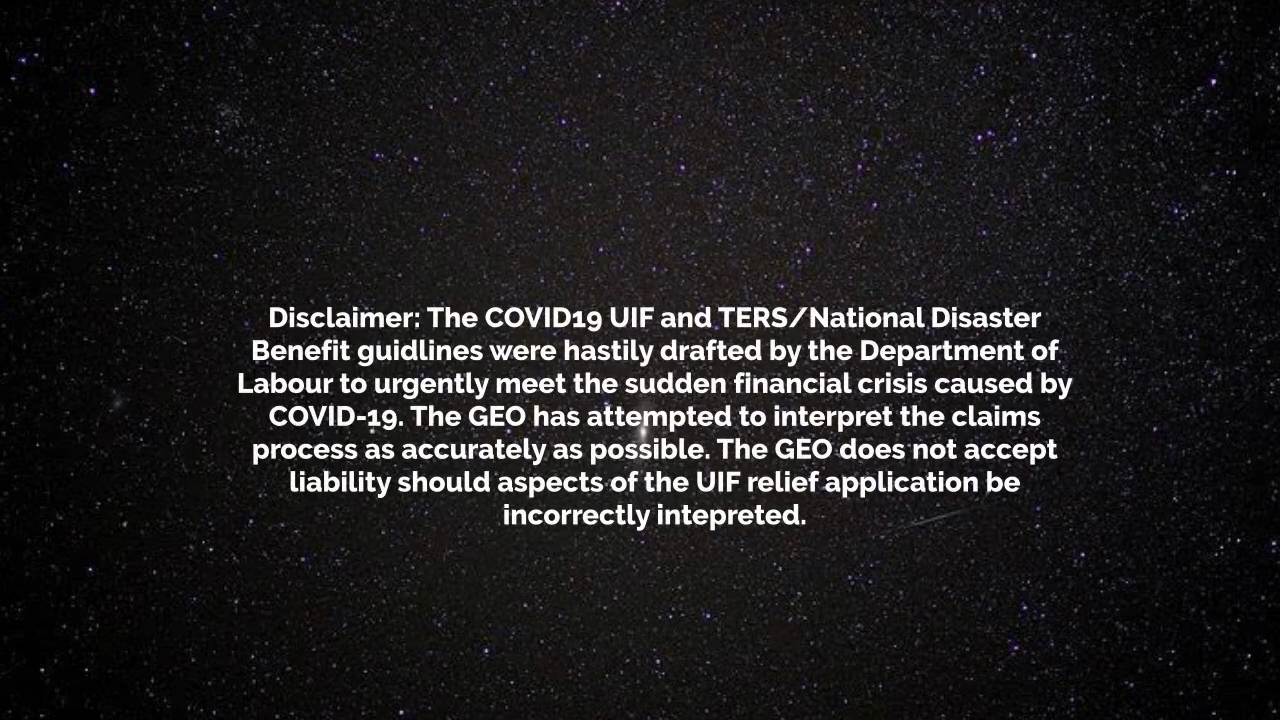 Disclaimer: The COVID19 UIF and TERS/National Disaster
Benefit guidlines were hastily drafted by the Department of
Labour to urgently meet the sudden financial crisis caused by
COVID-19. The GEO has attempted to interpret the claims
process as accurately as possible. The GEO does not accept
liability should aspects of the UIF relief application be
incorrectly intepreted.